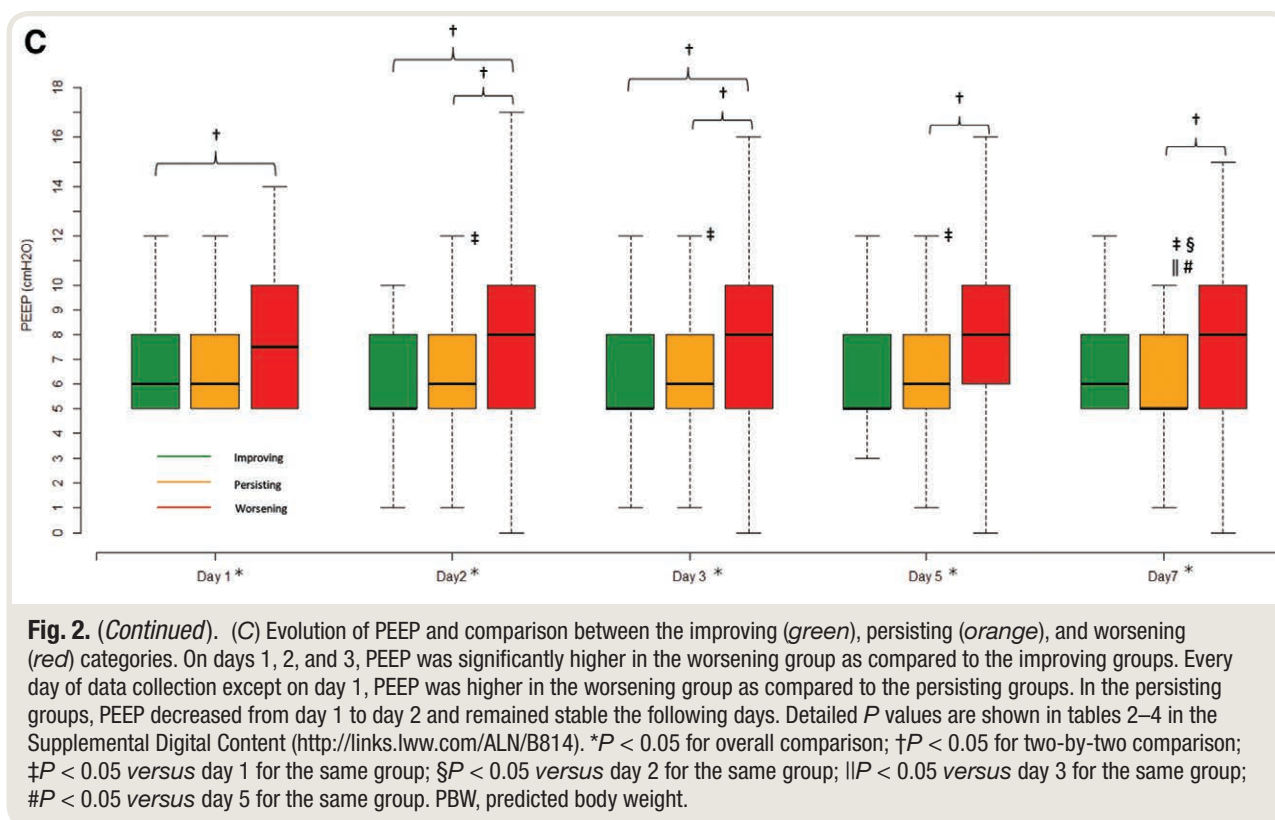 C
† † † † † † †
18
16
14
12
10
9
8
7
6
5
4
3
2
1
0
PEEP (cmH2O)
‡ ‡ ‡ ‡ §
|| #
Improving
Persisting
Worsening
Day 1 * Day2 * Day 3 * Day 5 * Day7 *
Fig. 2. (Continued). (C) Evolution of PEEP and comparison between the improving (green), persisting (orange), and worsening
(red) categories. On days 1, 2, and 3, PEEP was significantly higher in the worsening group as compared to the improving groups. Every
day of data collection except on day 1, PEEP was higher in the worsening group as compared to the persisting groups. In the persisting
groups, PEEP decreased from day 1 to day 2 and remained stable the following days. Detailed P values are shown in tables 2–4 in the
Supplemental Digital Content (http://links.lww.com/ALN/B814). *P < 0.05 for overall comparison; †P < 0.05 for two-by-two comparison;
‡P < 0.05 versus day 1 for the same group; §P < 0.05 versus day 2 for the same group; ||P < 0.05 versus day 3 for the same group;
#P < 0.05 versus day 5 for the same group. PBW, predicted body weight.